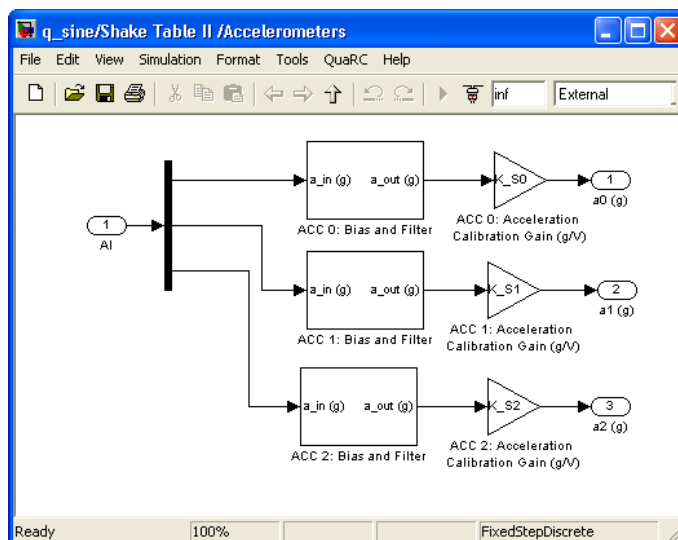 q_sine/Shake Table II /Accelerometers
File Edit View Simulation Format Tools QuaRC Help
inf External
a_in (g) a_out (g)
K_S0
1
a0 (g)
ACC 0: Bias and Filter
ACC 0: Acceleration
Calibration Gain (g/V)
1
AI
a_in (g) a_out (g)
K_S1
2
a1 (g)
ACC 1: Bias and Filter
ACC 1: Acceleration
Calibration Gain (g/V)
a_in (g) a_out (g)
K_S2
3
a2 (g)
ACC 2: Bias and Filter
ACC 2: Acceleration
Calibration Gain (g/V)
Ready 100% FixedStepDiscrete